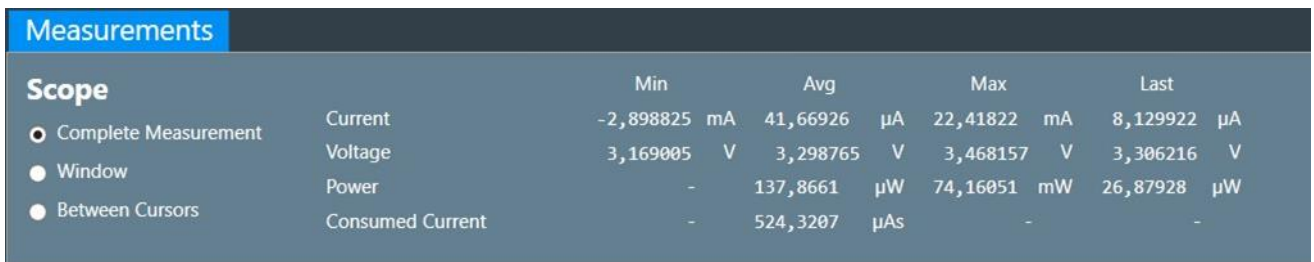 Measurements
Scope
Min Avg Max Last
Complete Measurement
Current -2,898825 mA 41,66926 µA 22,41822 mA 8,129922 µA
Voltage 3,169005 V 3,298765 V 3,468157 V 3,306216 V
Window
Power - 137,8661 µW 74,16051 mW 26,87928 µW
Between Cursors
Consumed Current - 524,3207 µAs - -